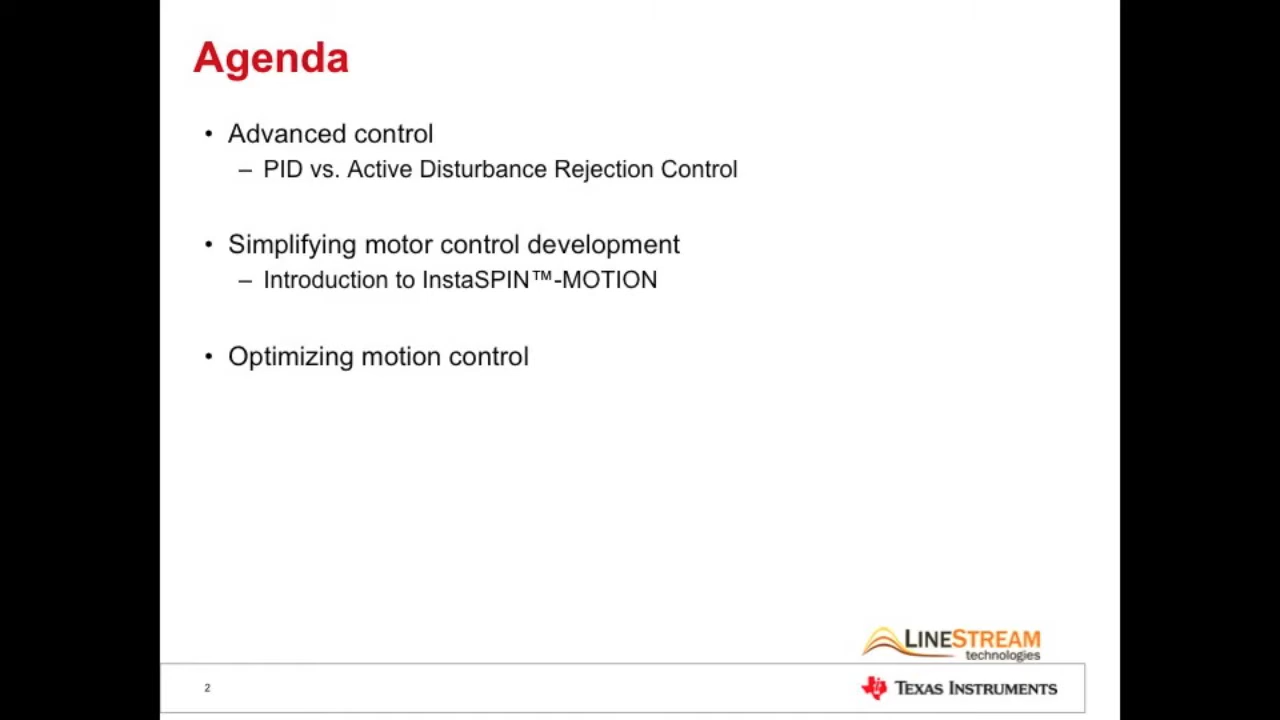 Agenda
• Advanced control
– PID vs. Active Disturbance Rejection Control
• Simplifying motor control development
– Introduction to InstaSPIN™-MOTION
• Optimizing motion control
LINESTREAM
technologies
2
TEXAS INSTRUMENTS